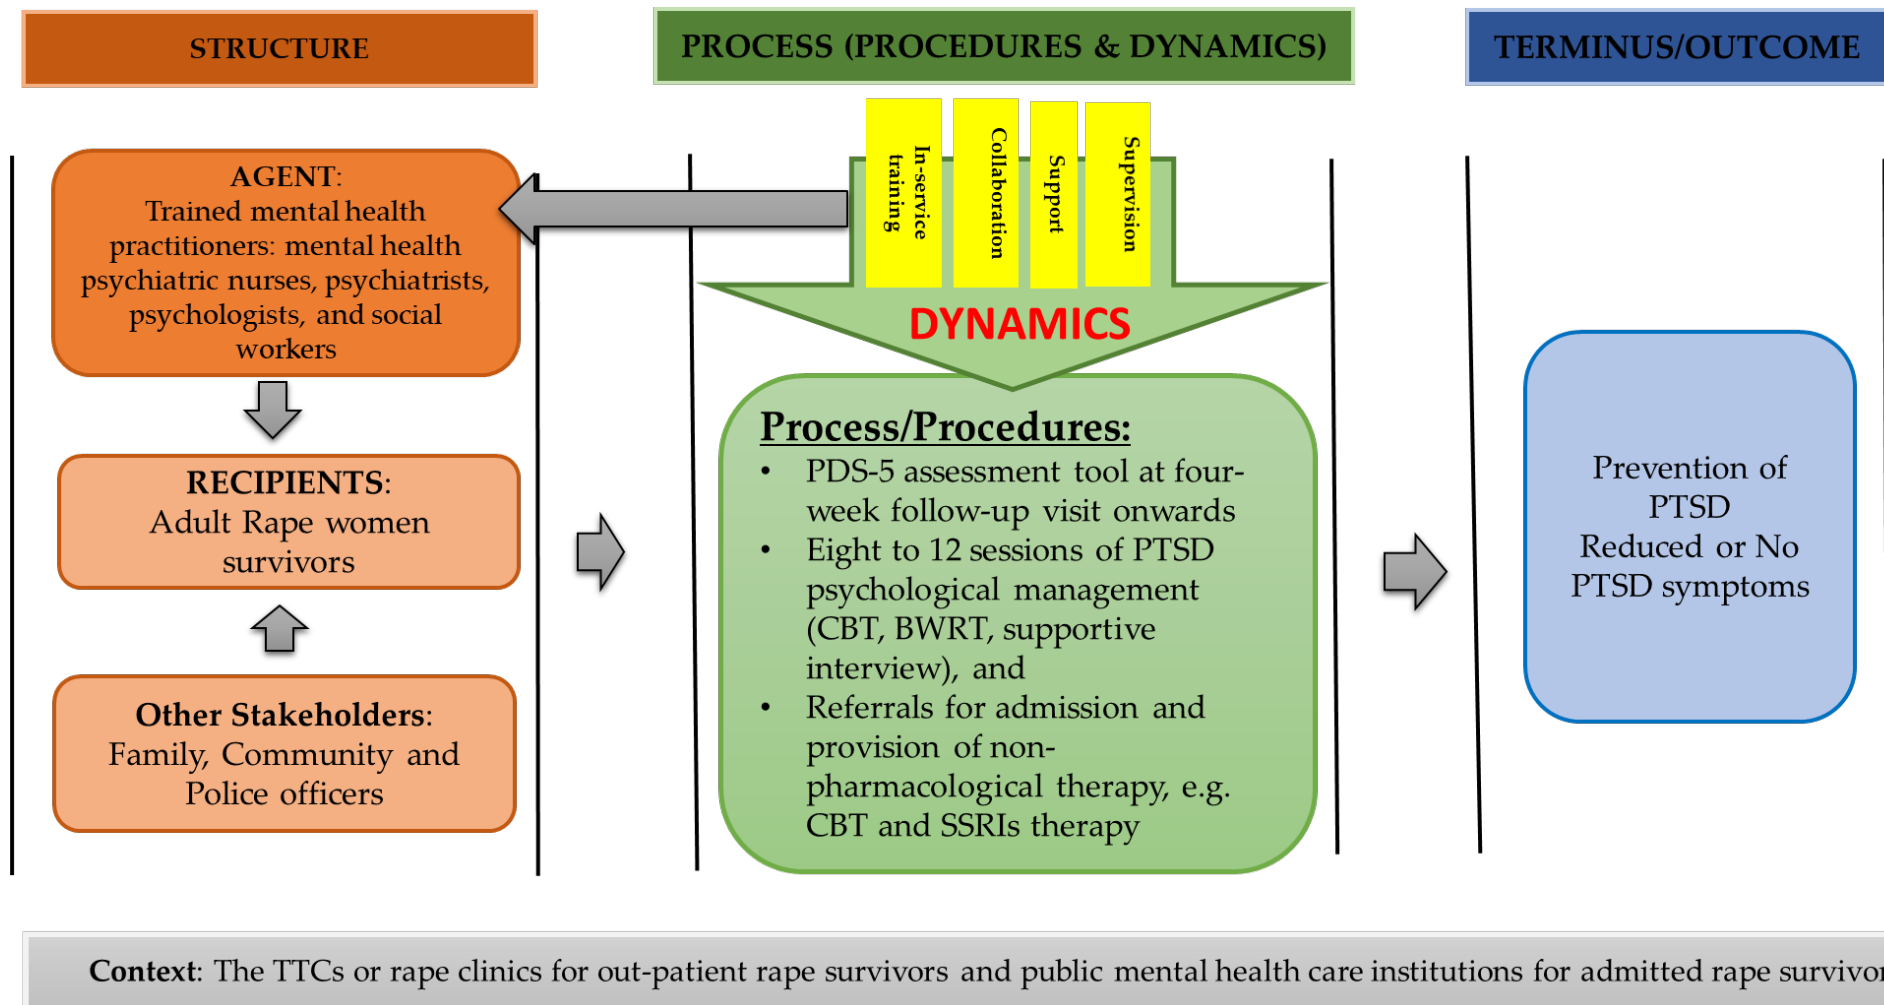 STRUCTURE
PROCESS (PROCEDURES & DYNAMICS)
TERMINUS/OUTCOME
AGENT:
Trained mental health
practitioners: mental health
psychiatric nurses, psychiatrists,
psychologists, and social
workers
RECIPIENTS:
Adult Rape women
survivors
Other Stakeholders:
Family, Community and
Police officers
In-service
training
Collaboration
Support
Supervision
DYNAMICS
Process/Procedures:
• PDS-5 assessment tool at four-
week follow-up visit onwards
• Eight to 12 sessions of PTSD
psychological management
(CBT, BWRT, supportive
interview), and
• Referrals for admission and
provision of non-
pharmacological therapy, e.g.
CBT and SSRIs therapy
Prevention of
PTSD
Reduced or No
PTSD symptoms
Context: The TTCs or rape clinics for out-patient rape survivors and public mental health care institutions for admitted rape